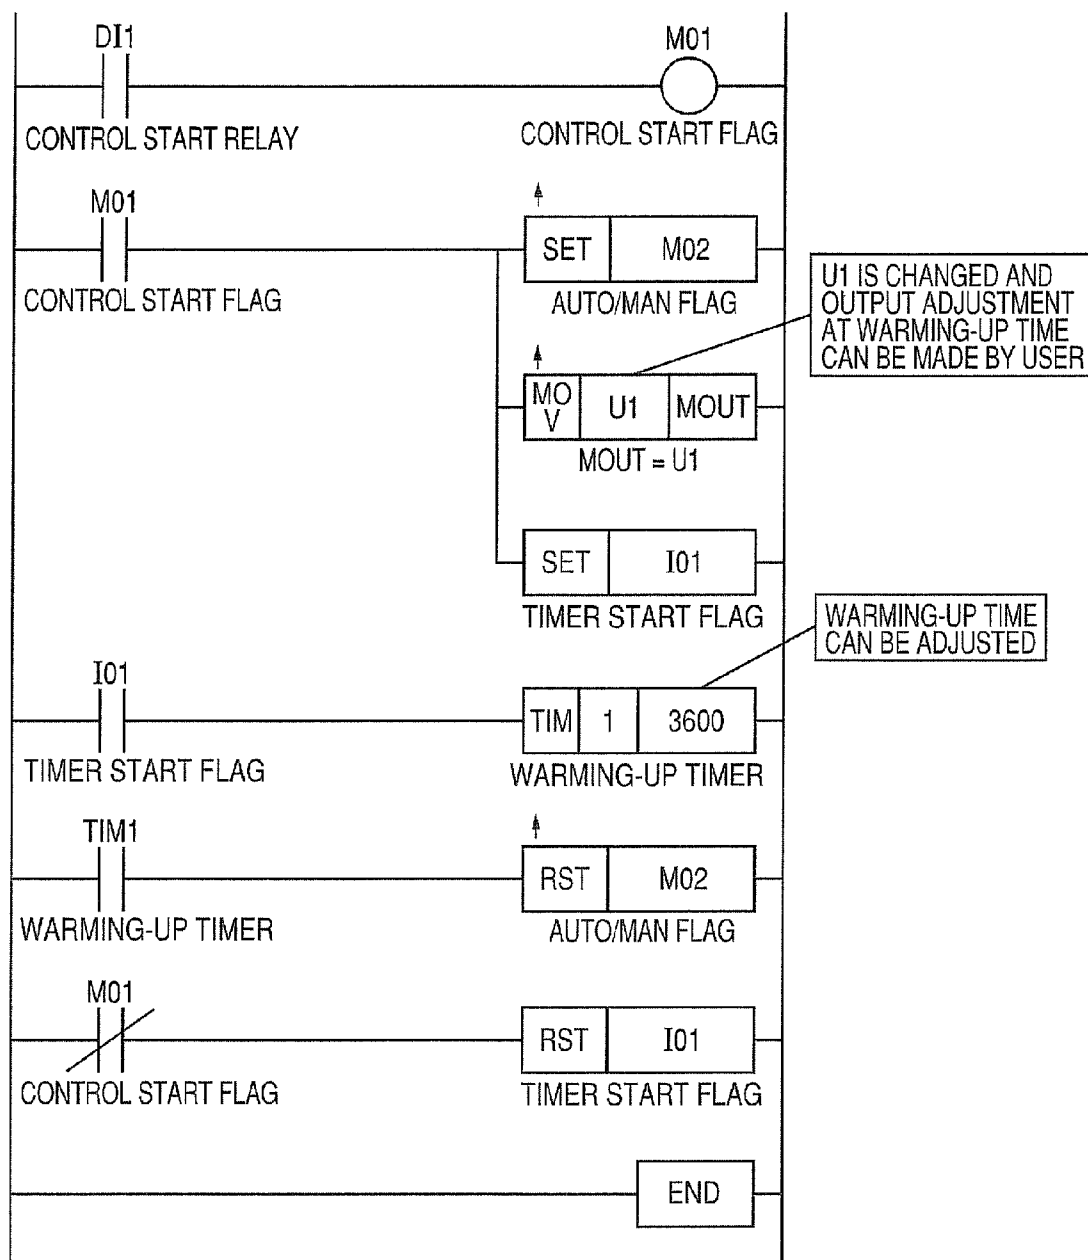 DI1
M01
CONTROL START RELAY
CONTROL START FLAG
M01
SET
M02
CONTROL START FLAG
AUTO/MAN FLAG
U1 IS CHANGED AND
OUTPUT ADJUSTMENT
AT WARMING-UP TIME
CAN BE MADE BY USER
MO
V
U1
MOUT
MOUT = U1
SET
I01
TIMER START FLAG
WARMING-UP TIME
CAN BE ADJUSTED
I01
TIM
1
3600
TIMER START FLAG
WARMING-UP TIMER
TIM1
RST
M02
WARMING-UP TIMER
AUTO/MAN FLAG
M01
RST
I01
CONTROL START FLAG
TIMER START FLAG
END